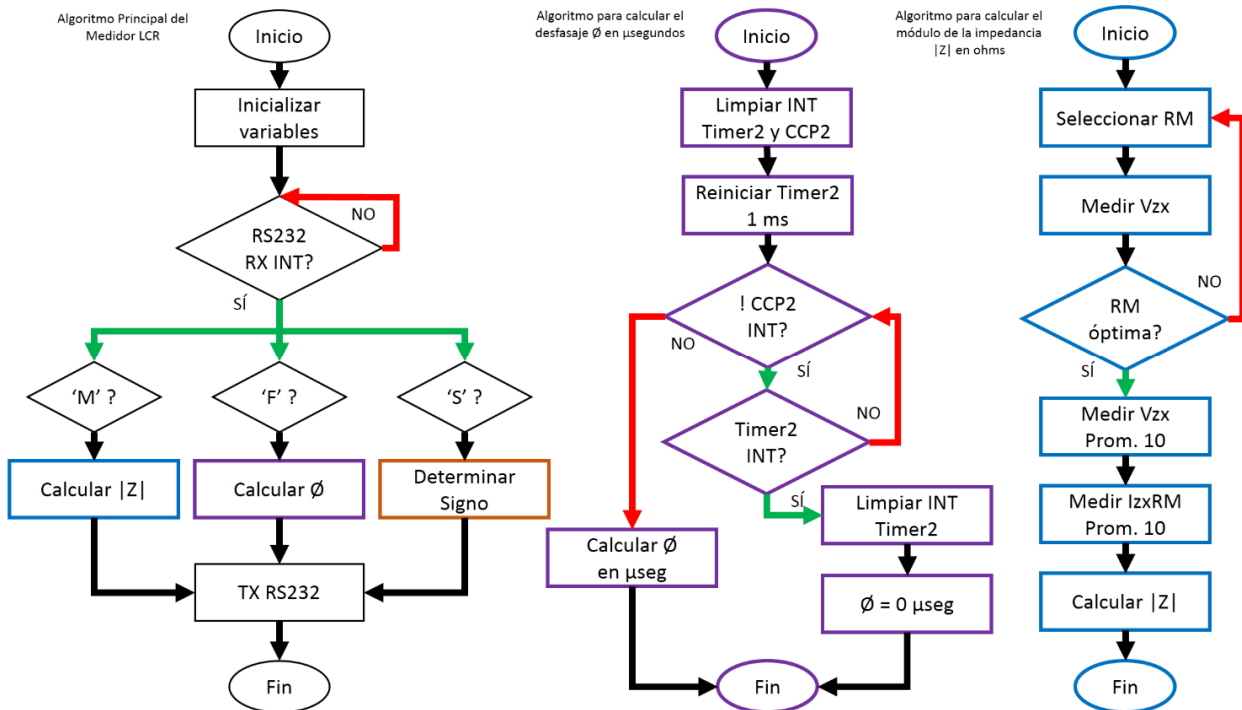 Algoritmo Principal del
Medidor LCR
Inicio
Inicializar
variables
NO
RS232
RX INT?
SÍ
‘M’ ?
‘F’ ?
‘S’ ?
Calcular |Z|
Calcular Ø
Determinar
Signo
TX RS232
Fin
Algoritmo para calcular el
desfasaje Ø en µsegundos
Inicio
Limpiar INT
Timer2 y CCP2
Reiniciar Timer2
1 ms
! CCP2
INT?
NO
SÍ
Timer2
INT?
NO
SÍ
Limpiar INT
Timer2
Calcular Ø
en µseg
Ø = 0 µseg
Fin
Algoritmo para calcular el
módulo de la impedancia
|Z| en ohms
Inicio
Seleccionar RM
Medir Vzx
NO
RM
óptima?
SÍ
Medir Vzx
Prom. 10
Medir IzxRM
Prom. 10
Calcular |Z|
Fin